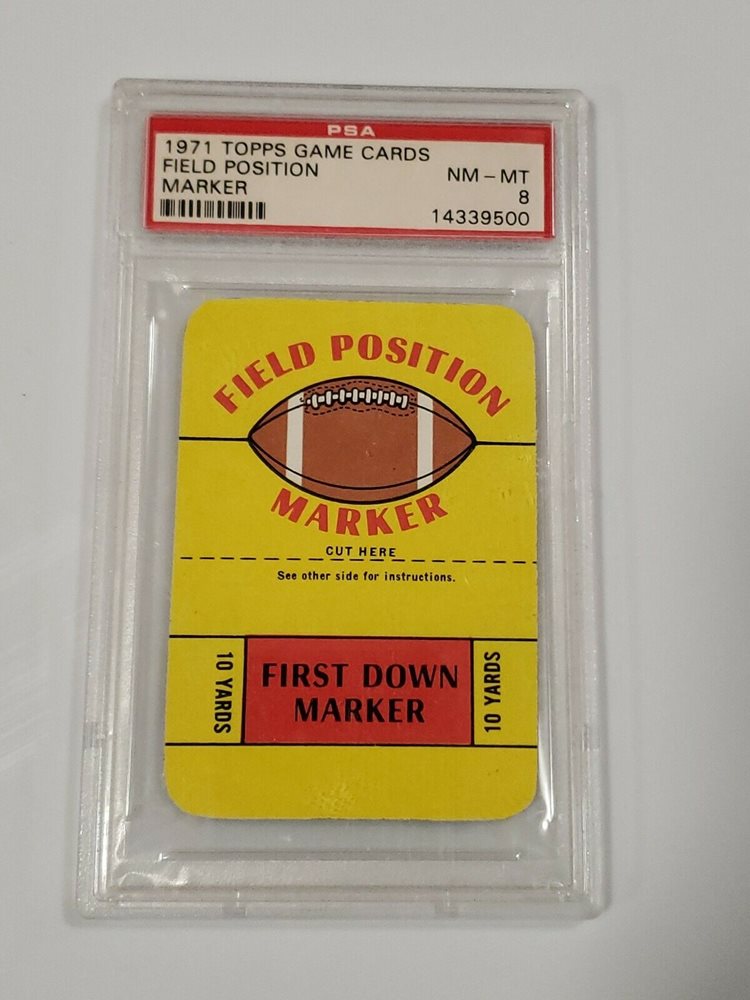 PSA
1971 TOPPS GAME CARDS
FIELD POSITION
MARKER
NM - MT
8
14339500
FIELD POSITION
MARKER
CUT HERE
See other side for instructions.
10 YARDS
FIRST DOWN
MARKER
10 YARDS